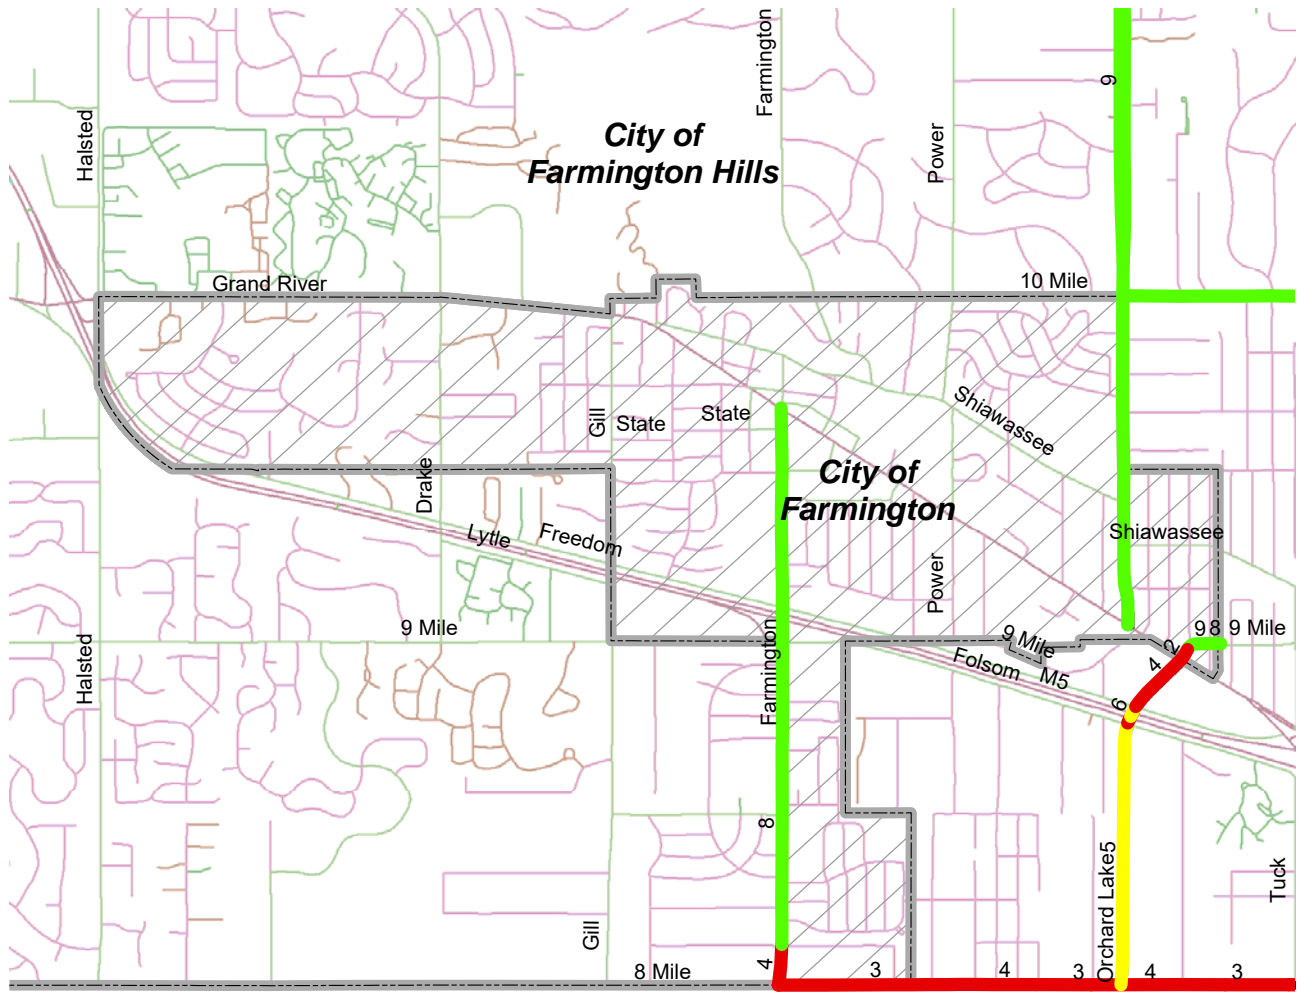 Farmington
9
City of
Farmington Hills
Halsted
Power
Grand River
10 Mile
Shiawassee
Gill
State
State
City of
Farmington
Drake
Lytle
Freedom
Shiawassee
Power
9 Mile
9 Mile
9
8
9 Mile
2
4
Halsted
Farmington
Folsom
M5
6
8
Orchard Lake
5
Tuck
Gill
8 Mile
4
3
4
3
4
3